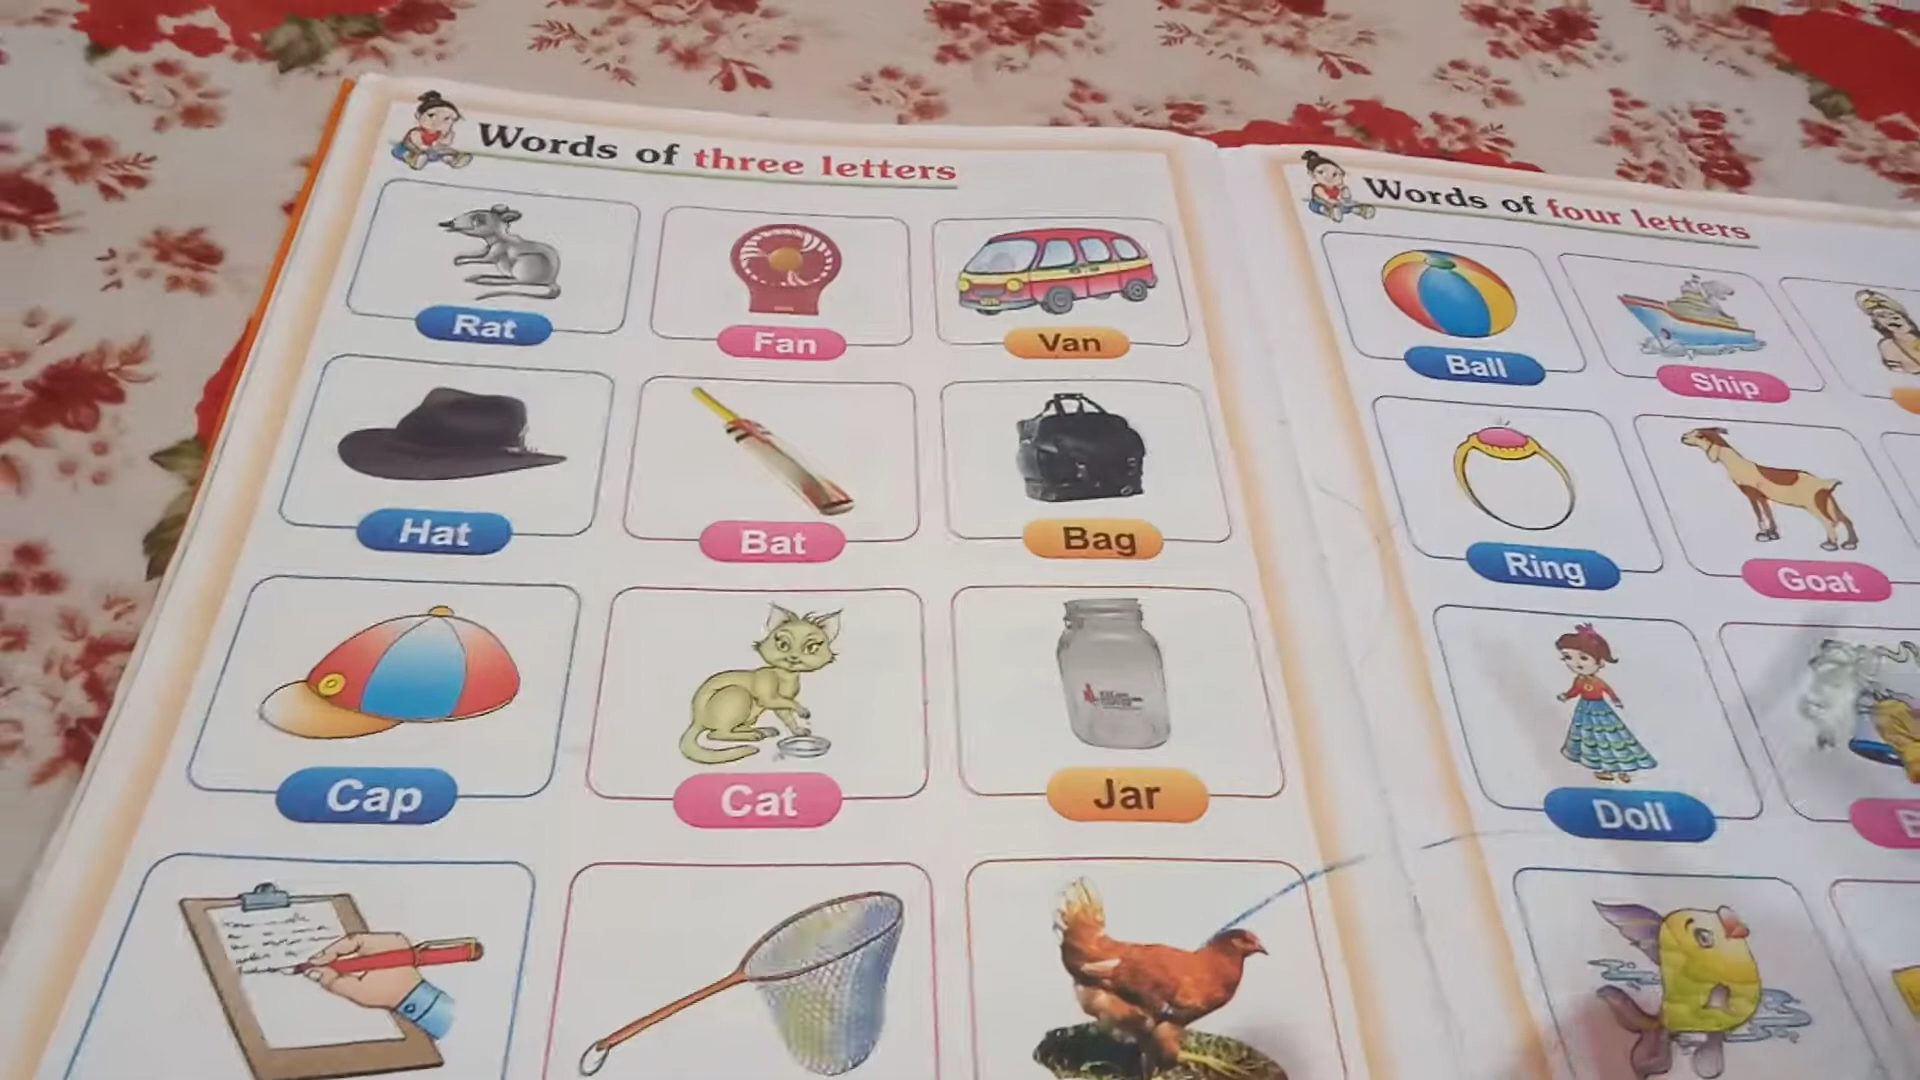 Words of three letters
Rat
Fan
Van
Hat
Bat
Bag
Cap
Cat
Jar
Words of four letters
Ball
Ship
Ring
Goat
Doll